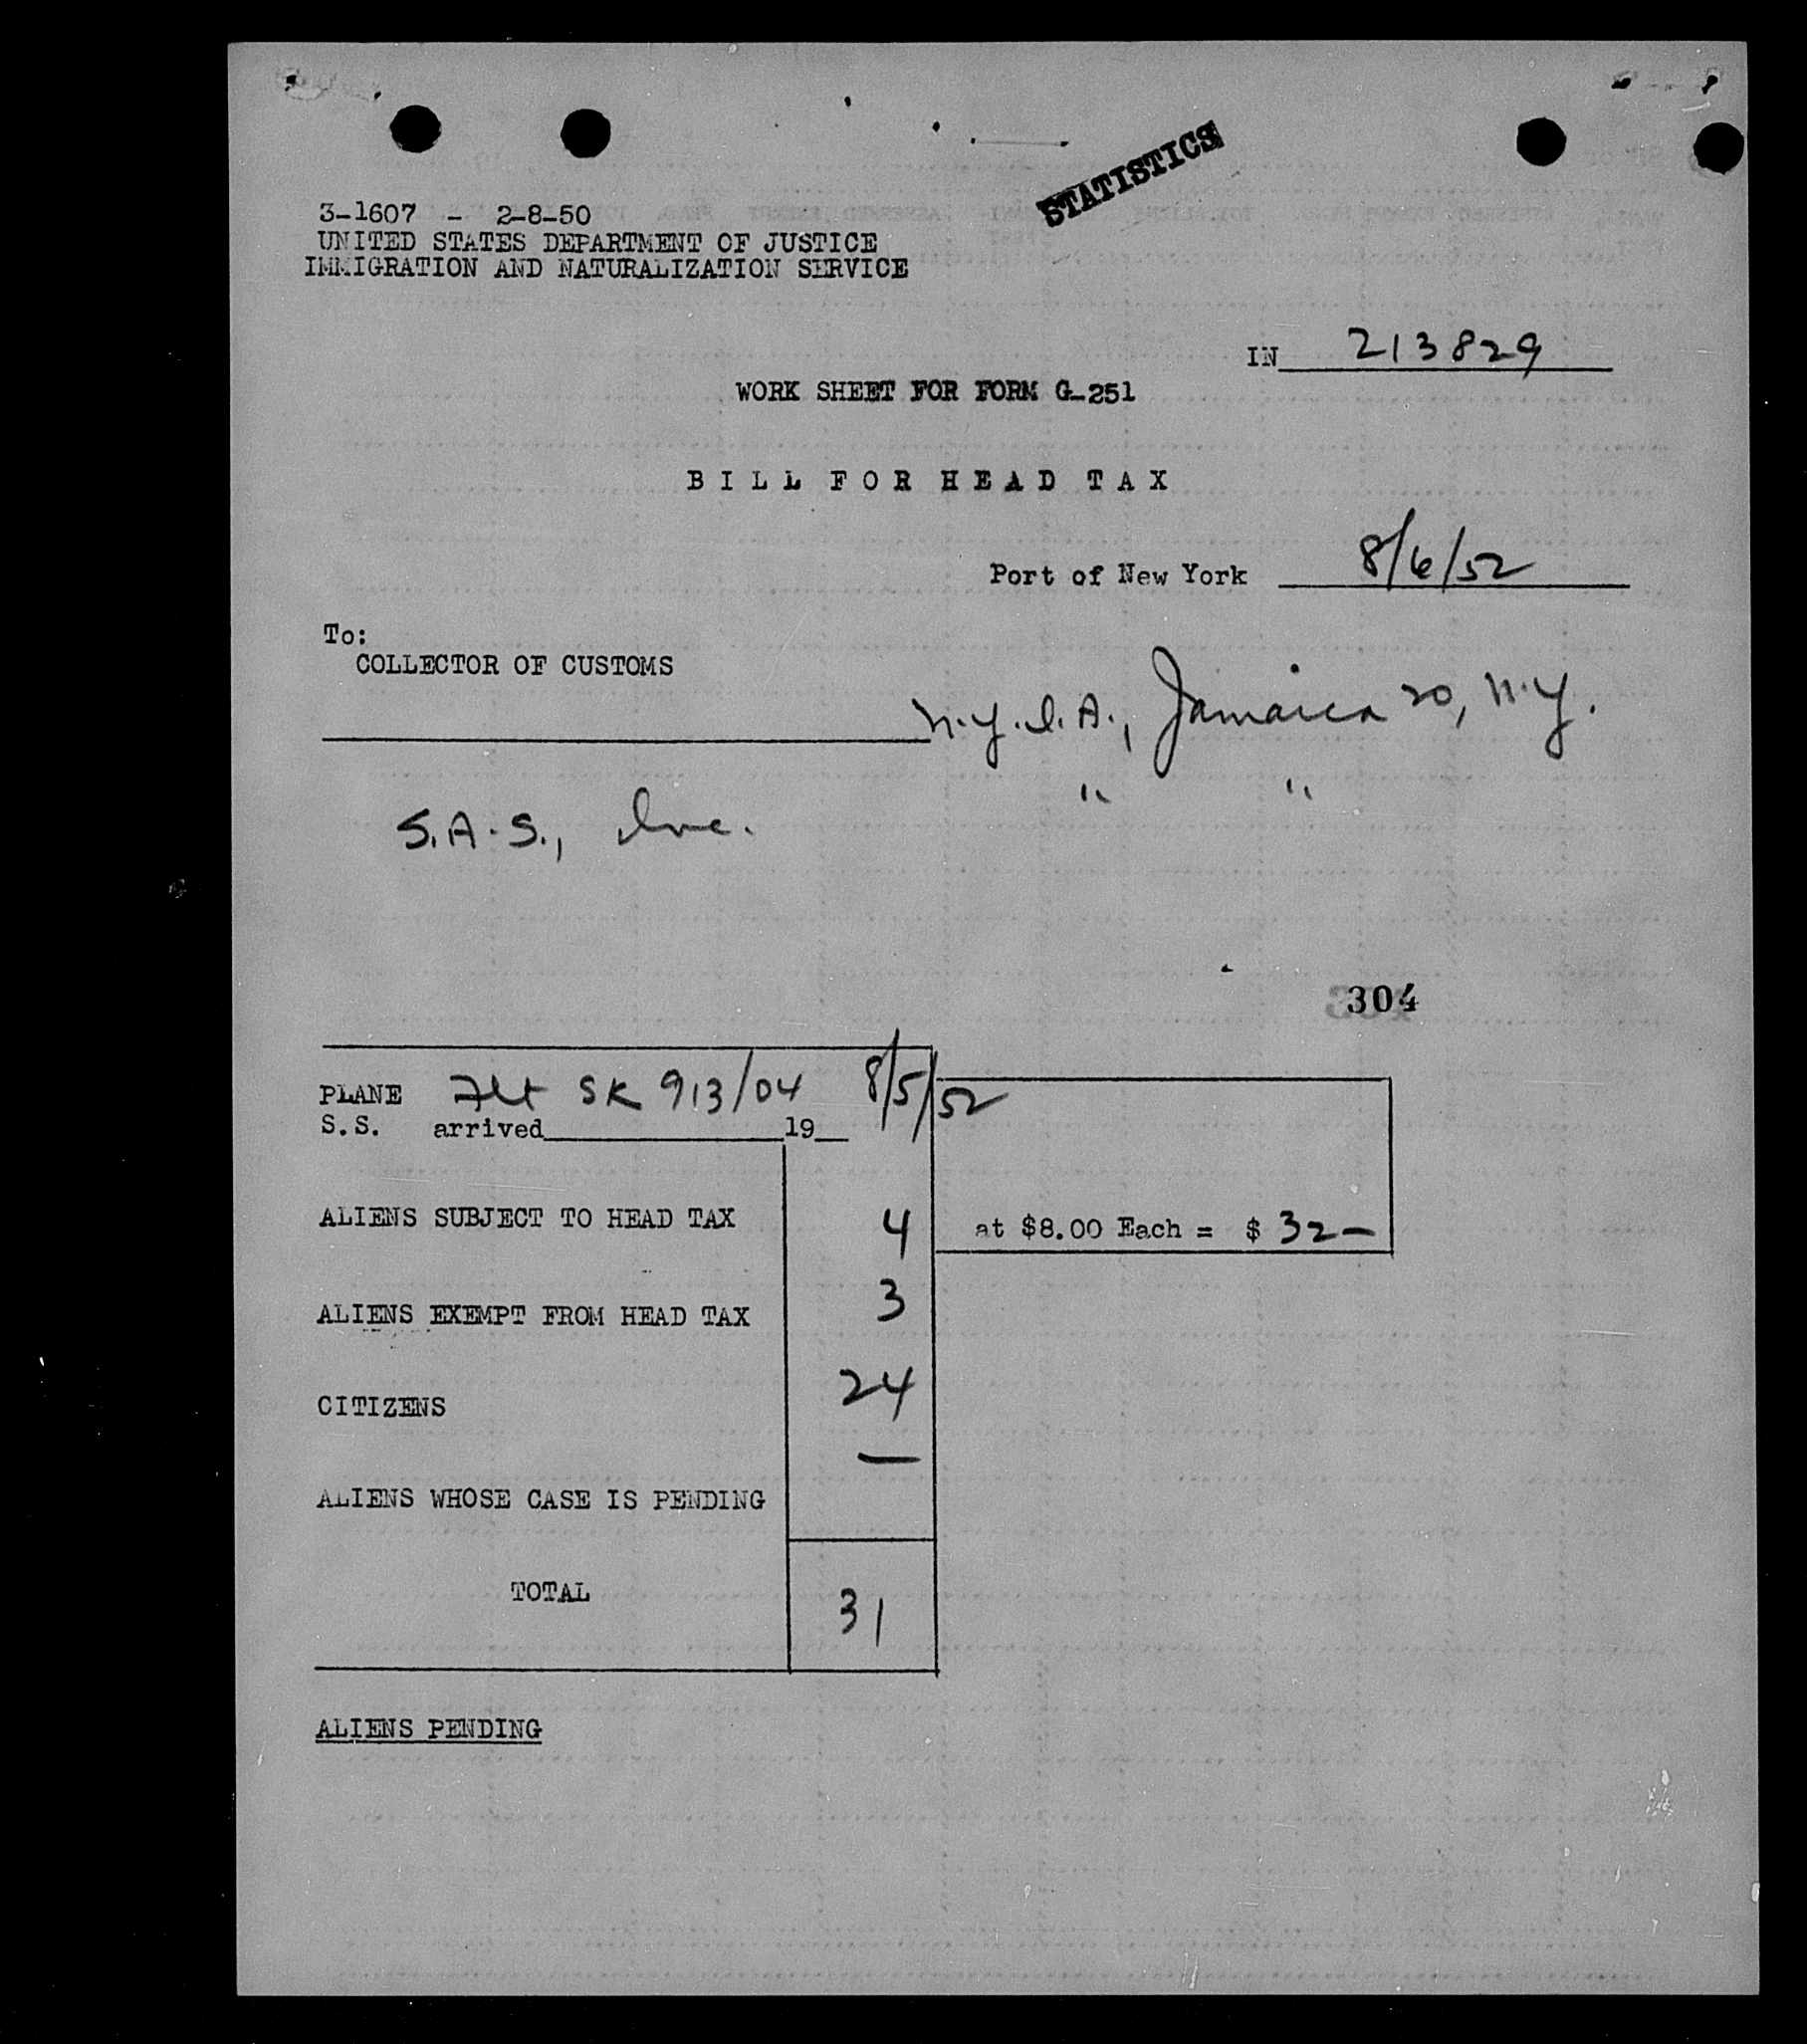 STATISTICS
3-1607 - 2-8-50
UNITED STATES DEPARTMENT OF JUSTICE
IMMIGRATION AND NATURALIZATION SERVICE
IN 213829
WORK SHEET FOR FORM G-251
BILL FOR HEAD TAX
Port of New York 8/6/52
To:
COLLECTOR OF CUSTOMS
N.Y.I.A., Jamaica 20, N.Y.
S.A.S., Inc. " "
304
PLANE Flt SK 913/04 8/5/52
S.S. arrived 19
ALIENS SUBJECT TO HEAD TAX 4 at $8.00 Each = $ 32-
ALIENS EXEMPT FROM HEAD TAX 3
CITIZENS 24
ALIENS WHOSE CASE IS PENDING —
TOTAL 31
ALIENS PENDING